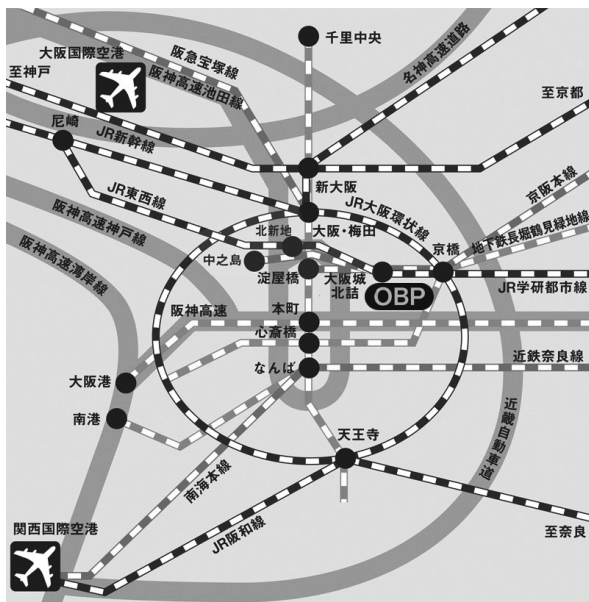 千里中央
大阪国際空港
阪急宝塚線
名神高速道路
至神戸
阪神高速池田線
至京都
尼崎
JR新幹線
新大阪
京阪本線
JR東西線
JR大阪環状線
地下鉄長堀鶴見緑地線
阪神高速神戸線
北新地
大阪・梅田
京橋
中之島
阪神高速湾岸線
淀屋橋
大阪城
北詰
OBP
JR学研都市線
阪神高速
本町
心斎橋
近鉄奈良線
なんば
大阪港
南港
近畿自動車道
天王寺
南海本線
JR阪和線
至奈良
関西国際空港